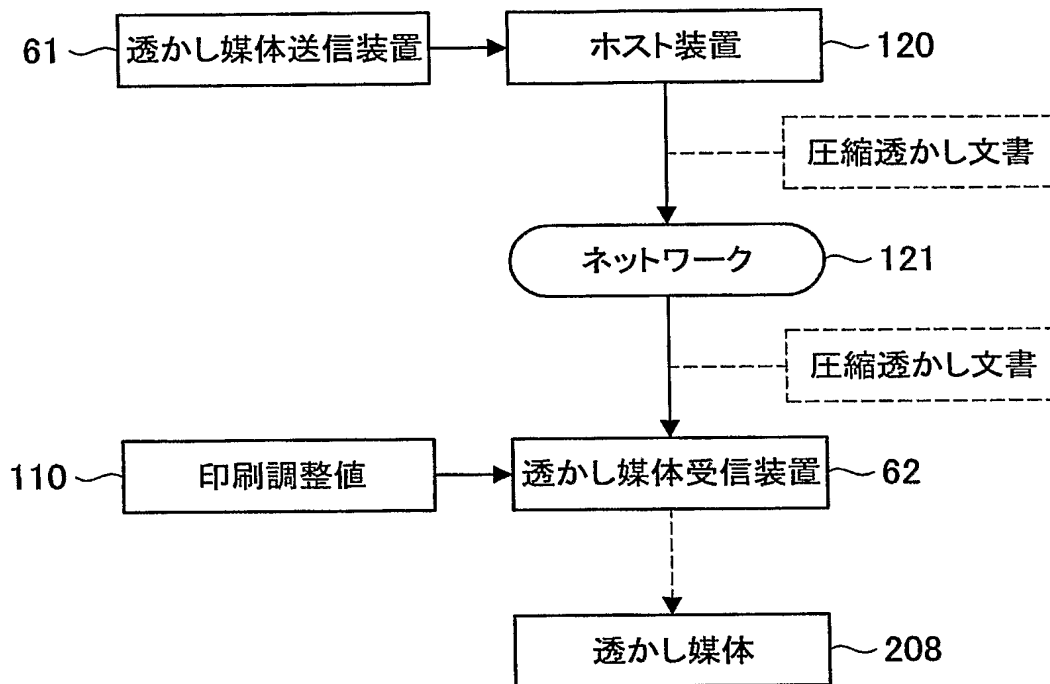 61 透かし媒体送信装置 ホスト装置 120
圧縮透かし文書
ネットワーク 121
圧縮透かし文書
110 印刷調整値 透かし媒体受信装置 62
透かし媒体 208